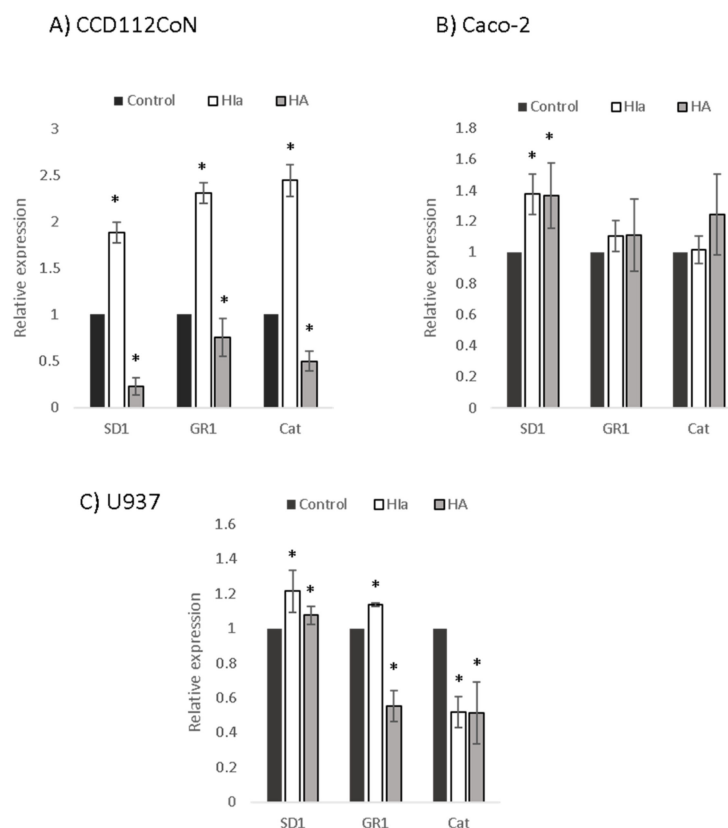 A) CCD112CoN
Control HIa HA
Relative expression
3
2.5
2
1.5
1
0.5
0
* * *
* * *
SD1 GR1 Cat
B) Caco-2
Control HIa HA
Relative expression
1.8
1.6
1.4
1.2
1
0.8
0.6
0.4
0.2
0
* *
SD1 GR1 Cat
C) U937
Control HIa HA
Relative expression
1.6
1.4
1.2
1
0.8
0.6
0.4
0.2
0
* * *
* * *
SD1 GR1 Cat